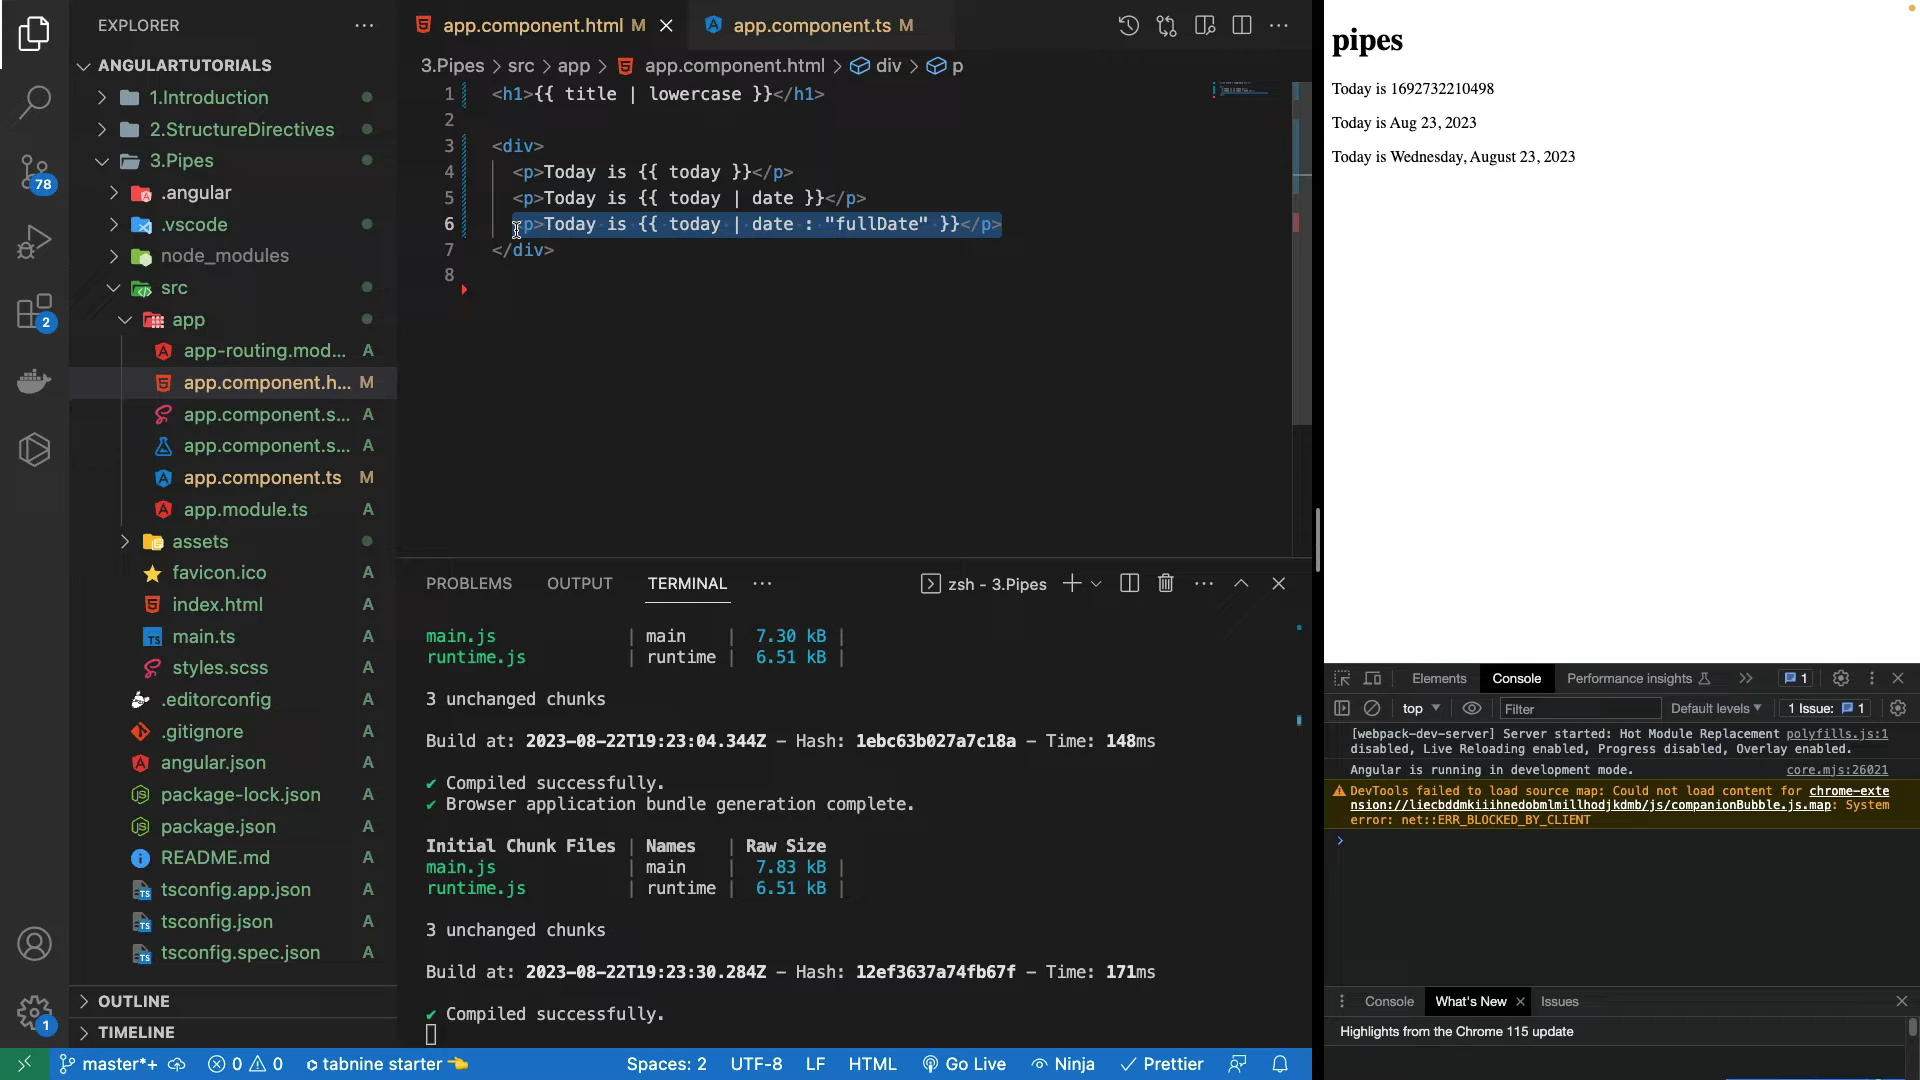 EXPLORER
ANGULARTUTORIALS
1.Introduction
2.StructureDirectives
3.Pipes
.angular
.vscode
node_modules
src
app
app-routing.mod... A
app.component.h... M
app.component.s... A
app.component.s... A
app.component.ts M
app.module.ts A
assets
favicon.ico A
index.html A
main.ts A
styles.scss A
.editorconfig A
.gitignore A
angular.json A
package-lock.json A
package.json A
README.md A
tsconfig.app.json A
tsconfig.json A
tsconfig.spec.json A
OUTLINE
TIMELINE
78
2
1
app.component.html M
app.component.ts M
3.Pipes > src > app > app.component.html > div > p
1 <h1>{{ title | lowercase }}</h1>
2
3 <div>
4 <p>Today is {{ today }}</p>
5 <p>Today is {{ today | date }}</p>
6 <p>Today is {{ today | date : "fullDate" }}</p>
7 </div>
8
PROBLEMS OUTPUT TERMINAL zsh - 3.Pipes
main.js | main | 7.30 kB |
runtime.js | runtime | 6.51 kB |
3 unchanged chunks
Build at: 2023-08-22T19:23:04.344Z - Hash: 1ebc63b027a7c18a - Time: 148ms
✔ Compiled successfully.
✔ Browser application bundle generation complete.
Initial Chunk Files | Names | Raw Size
main.js | main | 7.83 kB |
runtime.js | runtime | 6.51 kB |
3 unchanged chunks
Build at: 2023-08-22T19:23:30.284Z - Hash: 12ef3637a74fb67f - Time: 171ms
✔ Compiled successfully.
master*+ 0 0 tabnine starter Spaces: 2 UTF-8 LF HTML Go Live Ninja Prettier
pipes
Today is 1692732210498
Today is Aug 23, 2023
Today is Wednesday, August 23, 2023
Elements Console Performance insights 1
top Filter Default levels 1 Issue: 1
[webpack-dev-server] Server started: Hot Module Replacement polyfills.js:1
disabled, Live Reloading enabled, Progress disabled, Overlay enabled.
Angular is running in development mode. core.mjs:26021
DevTools failed to load source map: Could not load content for chrome-exte
nsion://liecbddmkiiihnedobmlmillhodjkdmb/js/companionBubble.js.map: System
error: net::ERR_BLOCKED_BY_CLIENT
Console What's New Issues
Highlights from the Chrome 115 update